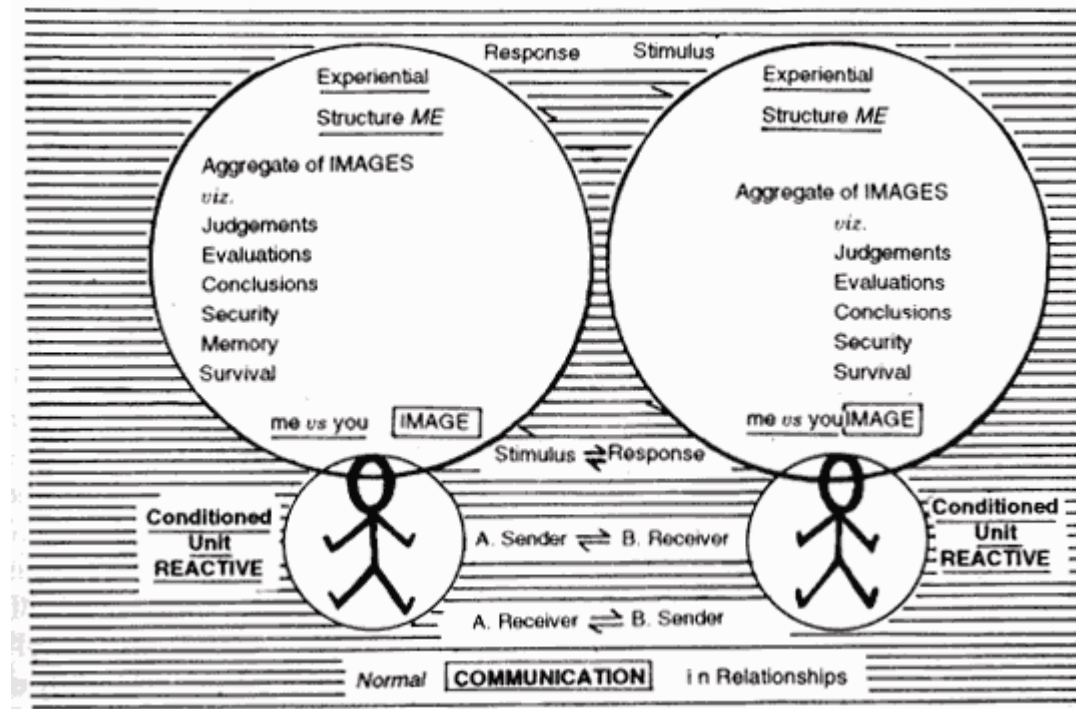 Response Stimulus
Experiential
Structure ME
Aggregate of IMAGES
viz.
Judgements
Evaluations
Conclusions
Security
Memory
Survival
me vs you IMAGE
Experiential
Structure ME
Aggregate of IMAGES
viz.
Judgements
Evaluations
Conclusions
Security
Survival
me vs you IMAGE
Stimulus ⇌ Response
Conditioned
Unit
REACTIVE
A. Sender ⇌ B. Receiver
A. Receiver ⇌ B. Sender
Conditioned
Unit
REACTIVE
Normal COMMUNICATION in Relationships